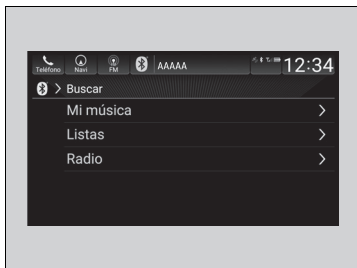 Teléfono Navi FM AAAAA 12:34
> Buscar
Mi música >
Listas >
Radio >